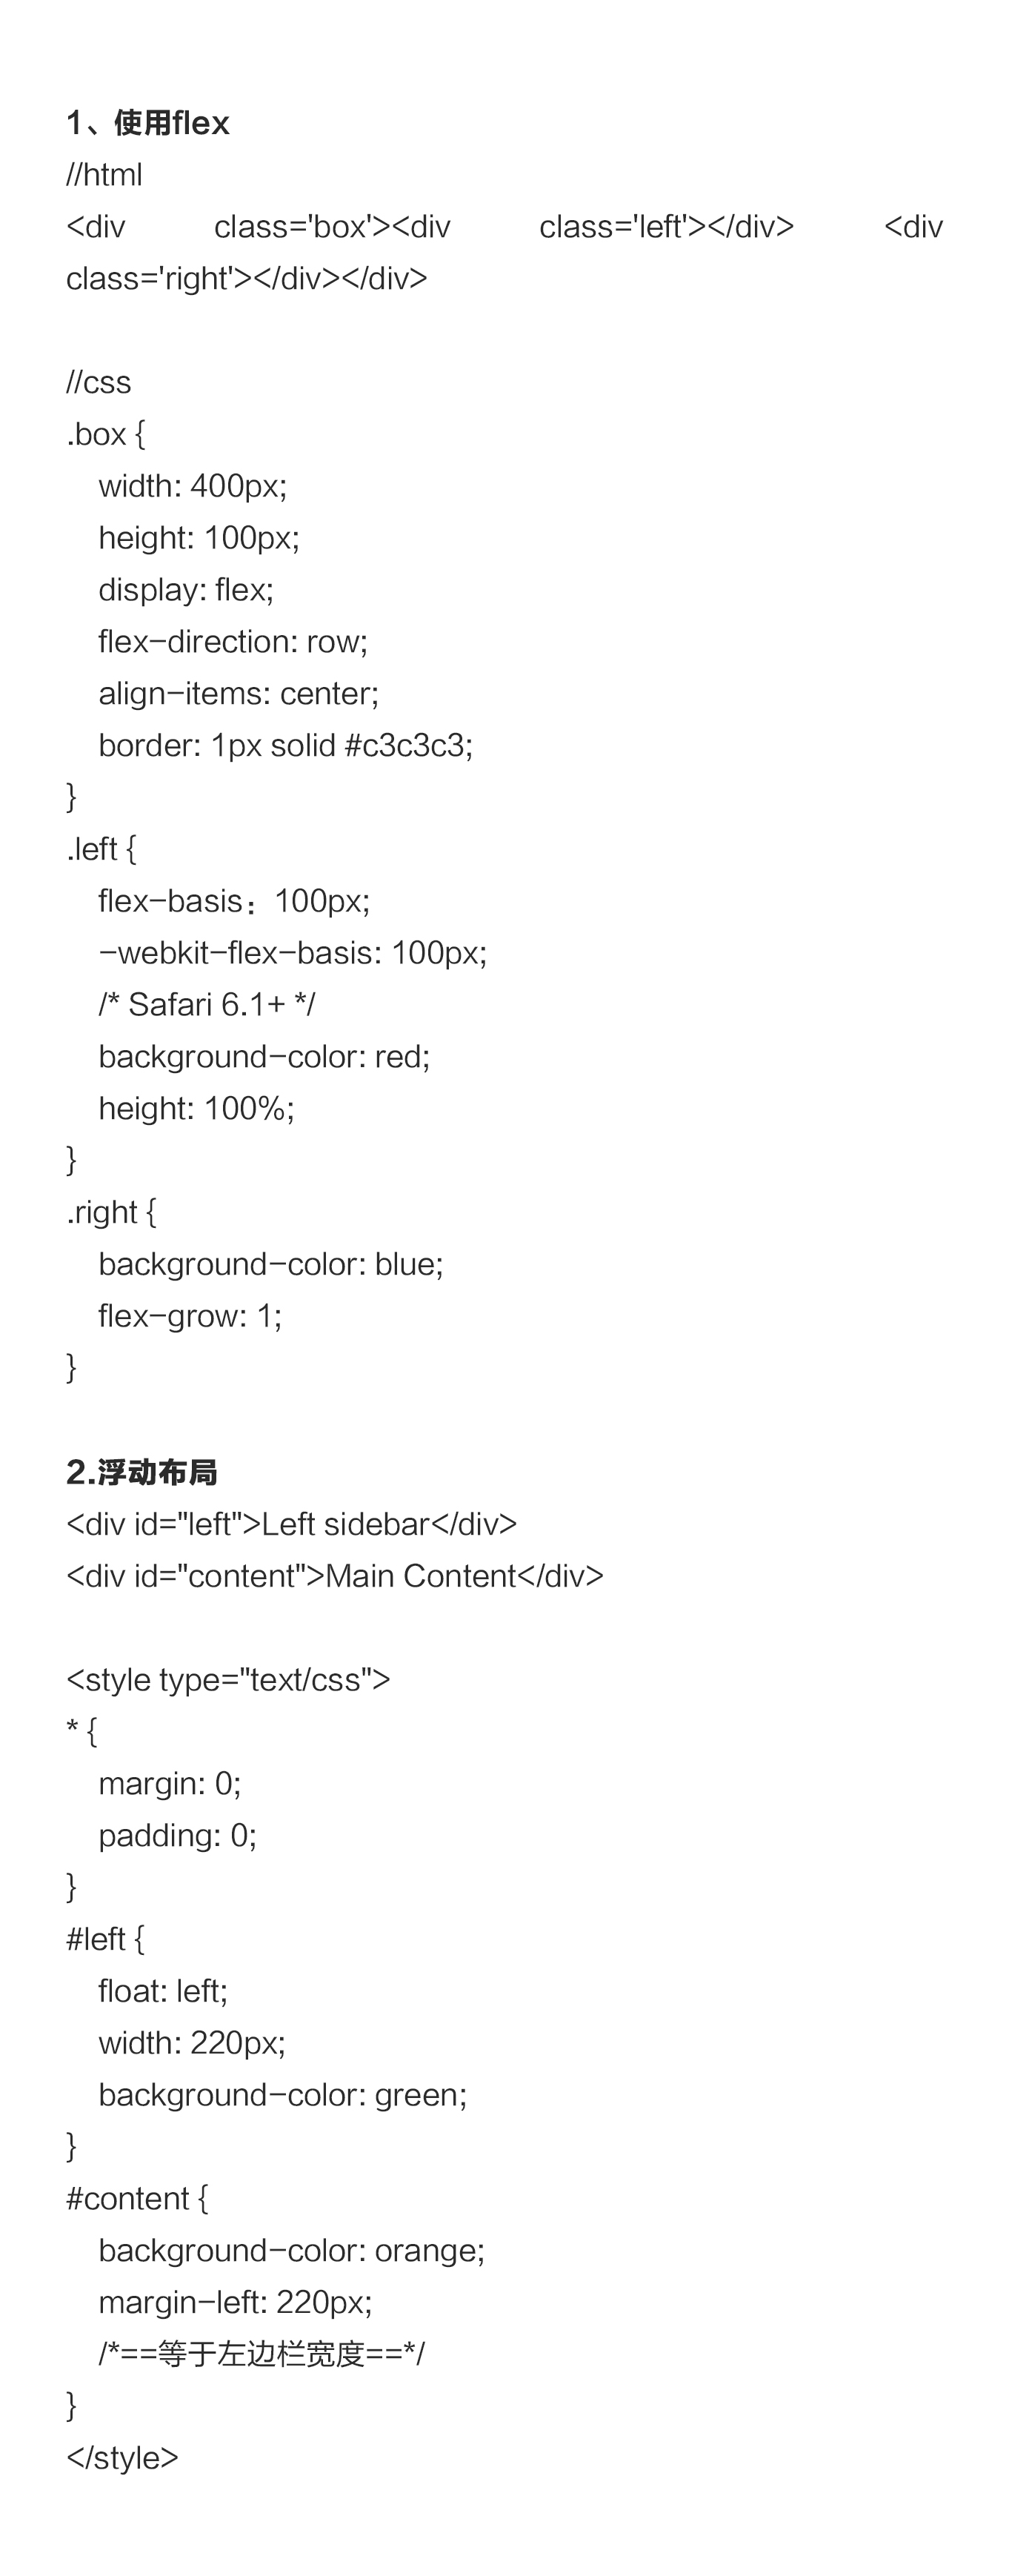 1、使用flex
//html
<div class='box'><div class='left'></div> <div
class='right'></div></div>
//css
.box {
width: 400px;
height: 100px;
display: flex;
flex-direction: row;
align-items: center;
border: 1px solid #c3c3c3;
}
.left {
flex-basis：100px;
-webkit-flex-basis: 100px;
/* Safari 6.1+ */
background-color: red;
height: 100%;
}
.right {
background-color: blue;
flex-grow: 1;
}
2.浮动布局
<div id="left">Left sidebar</div>
<div id="content">Main Content</div>
<style type="text/css">
* {
margin: 0;
padding: 0;
}
#left {
float: left;
width: 220px;
background-color: green;
}
#content {
background-color: orange;
margin-left: 220px;
/*==等于左边栏宽度==*/
}
</style>